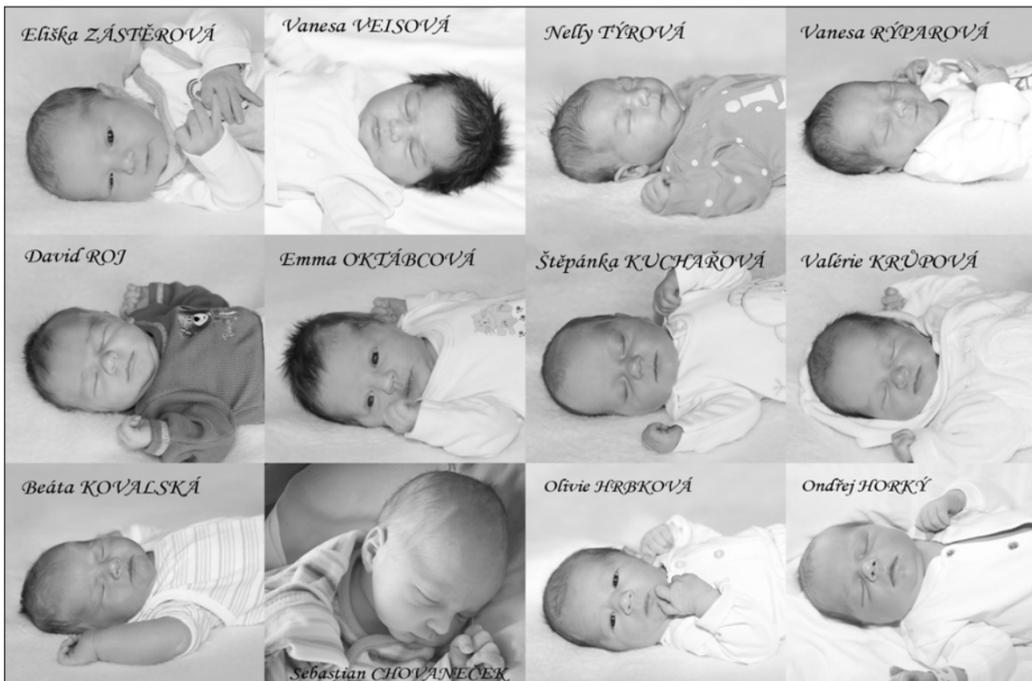 Eliška ZÁSTĚROVÁ
Vanesa VEISOVÁ
Nelly TÝROVÁ
Vanesa RÝPAROVÁ
David ROJ
Emma OKTÁBCOVÁ
Štěpánka KUCHAŘOVÁ
Valérie KRŮPOVÁ
Beáta KOVALSKÁ
Sebastian CHOVANEČEK
Olivie HRBKOVÁ
Ondřej HORKÝ